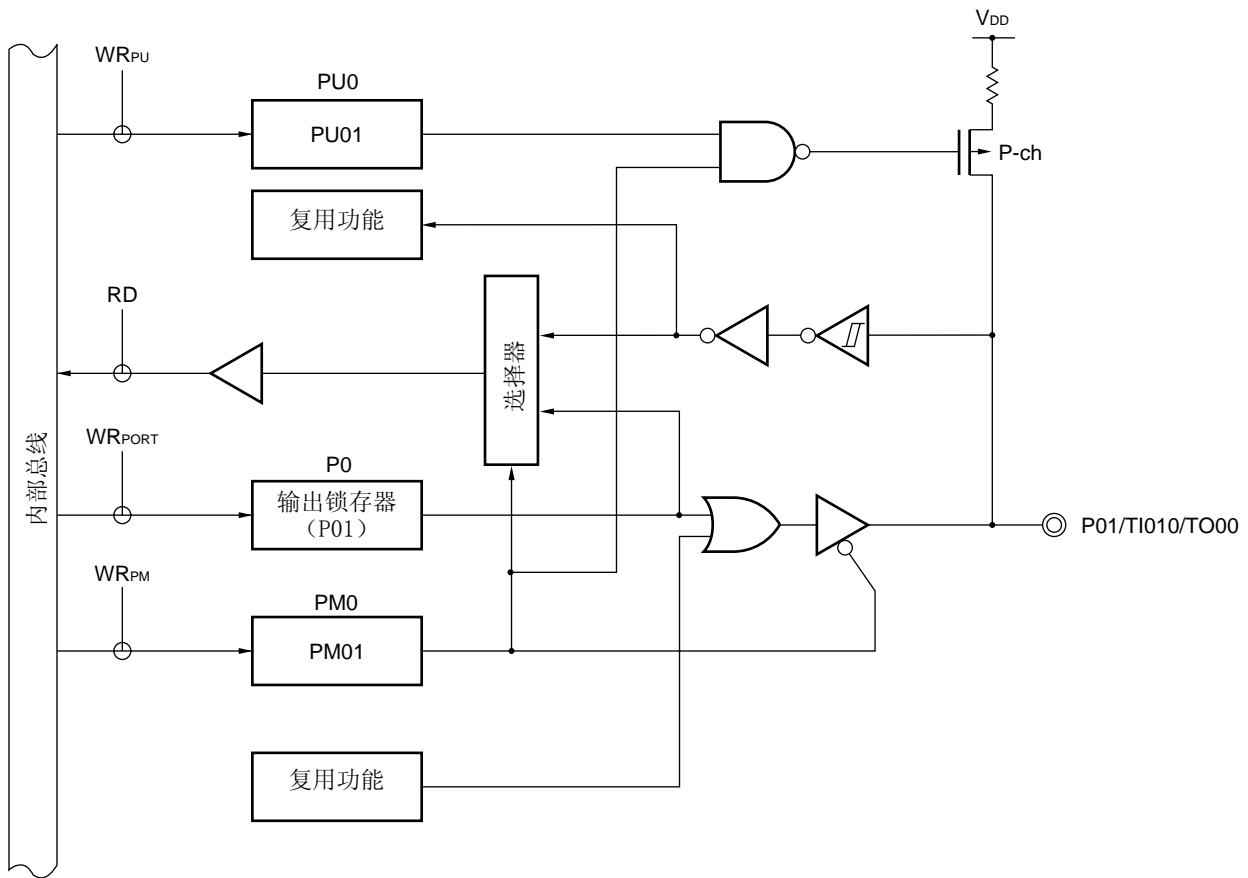 VDD
WRPU
PU0
PU01
P-ch
复用功能
RD
选择器
内部总线
WRPORT
P0
输出锁存器
（P01）
P01/TI010/TO00
WRPM
PM0
PM01
复用功能